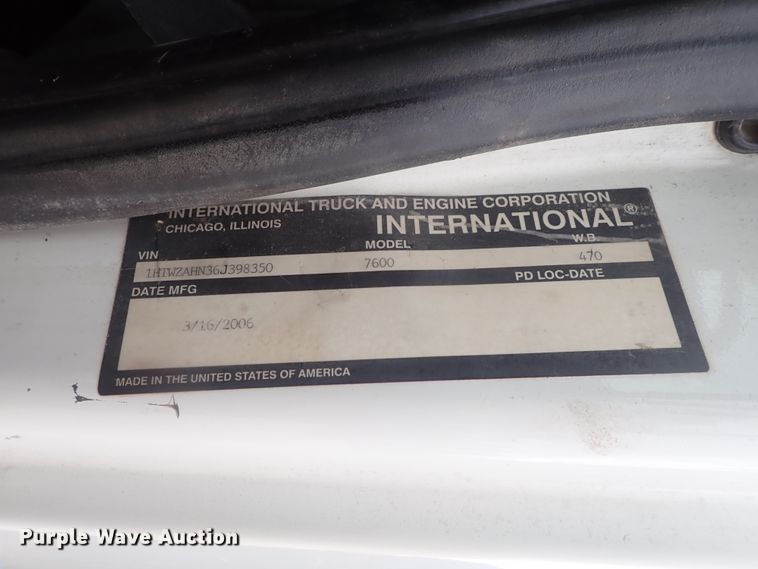 INTERNATIONAL TRUCK AND ENGINE CORPORATION
CHICAGO, ILLINOIS INTERNATIONAL®
VIN MODEL W.B.
1HTWZAHN36J398350 7600 470
DATE MFG PD LOC-DATE
3/16/2006
MADE IN THE UNITED STATES OF AMERICA
Purple Wave Auction